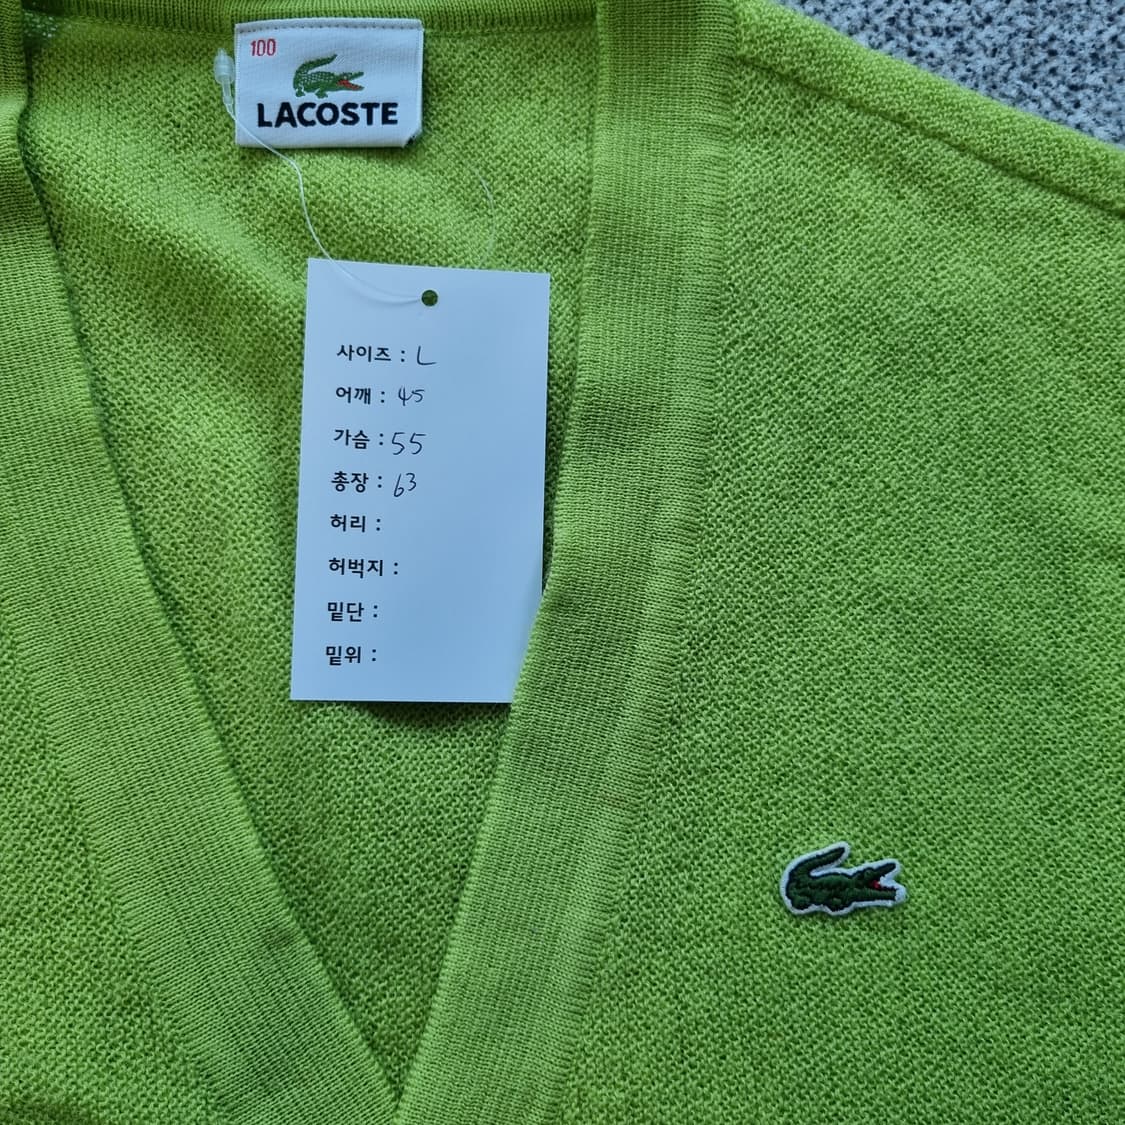 100
LACOSTE
사이즈 : L
어깨 : 45
가슴 : 55
총장 : 63
허리 :
허벅지 :
밑단 :
밑위 :